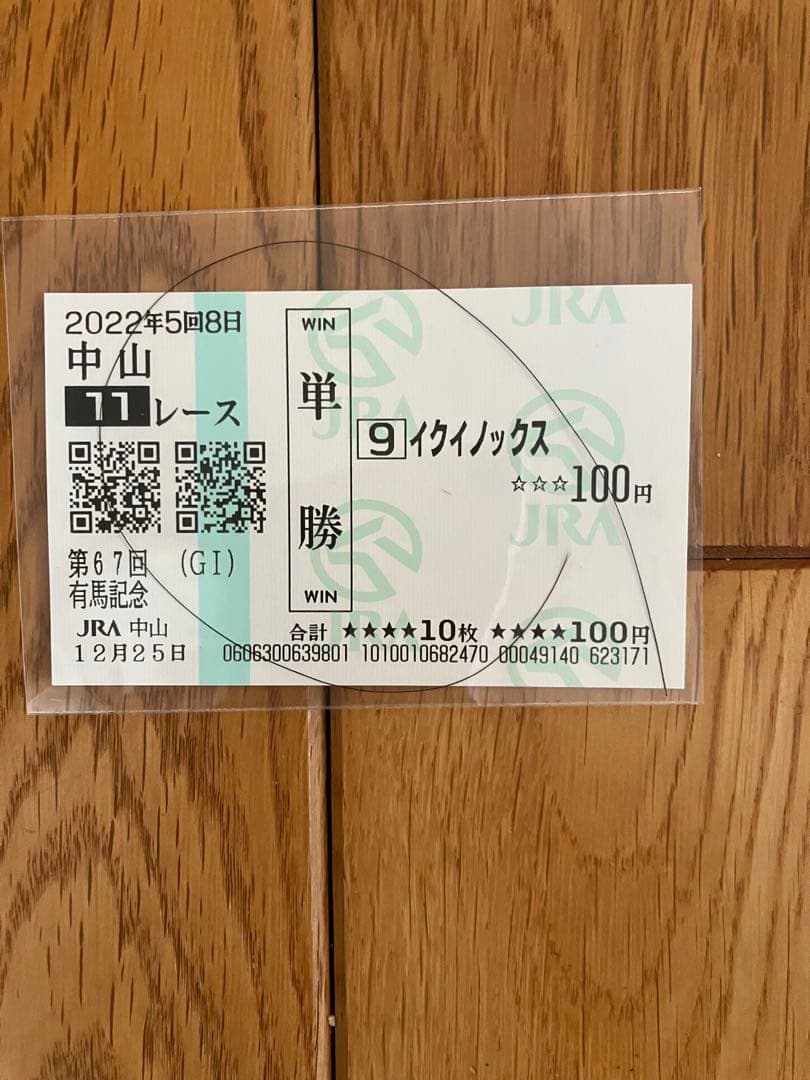 2022年5回8日
中山
11レース
第67回 (GI)
有馬記念
JRA 中山
12月25日
WIN
単勝
WIN
9イクイノックス
☆☆☆100円
合計 ★★★★10枚 ★★★★100円
0606300639801 1010010682470 00049140 623171
JRA
JRA
JRA
JRA